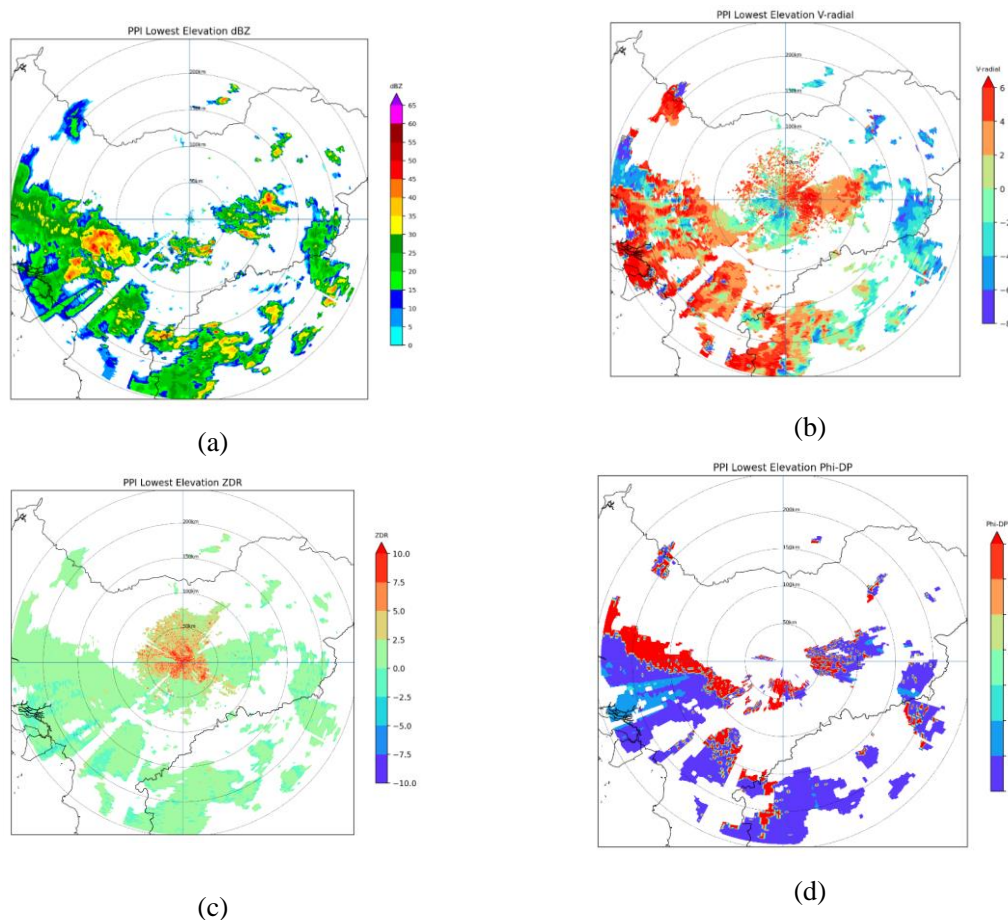 PPI Lowest Elevation dBZ
200km
150km
100km
50km
dBZ
65
60
55
50
45
40
35
30
25
20
15
10
5
0
(a)
PPI Lowest Elevation V-radial
200km
150km
100km
V-radial
6
4
2
0
(b)
PPI Lowest Elevation ZDR
200km
150km
100km
50km
ZDR
10.0
7.5
5.0
2.5
0.0
−2.5
−5.0
−7.5
−10.0
(c)
PPI Lowest Elevation Phi-DP
200km
150km
100km
50km
Phi-DP
(d)